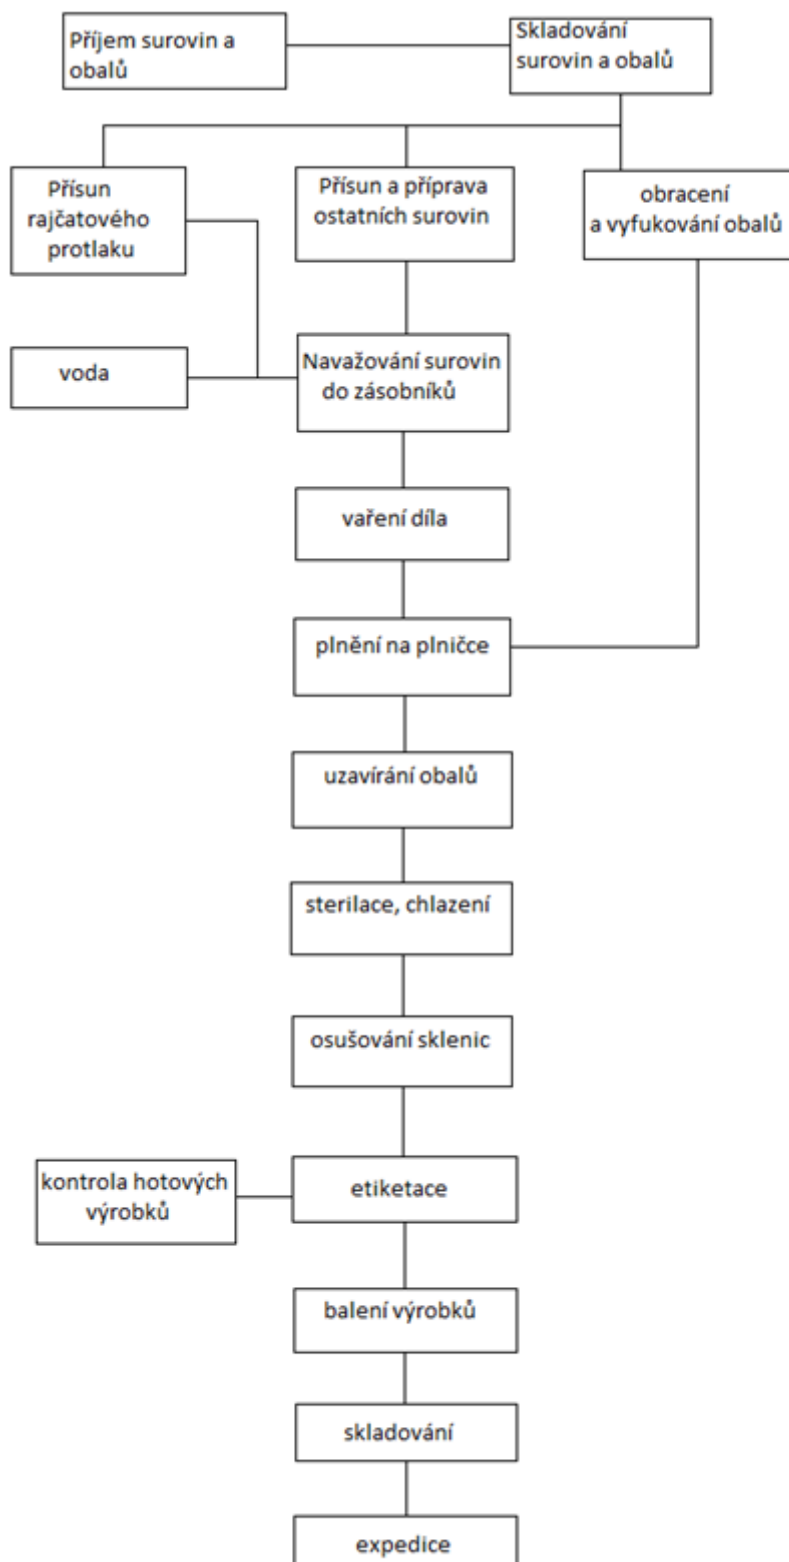 Příjem surovin a
obalů
Skladování
surovin a obalů
Přísun
rajčatového
protlaku
Přísun a příprava
ostatních surovin
obracení
a vyfukování obalů
voda
Navažování surovin
do zásobníků
vaření díla
plnění na plničce
uzavírání obalů
sterilace, chlazení
osušování sklenic
kontrola hotových
výrobků
etiketace
balení výrobků
skladování
expedice